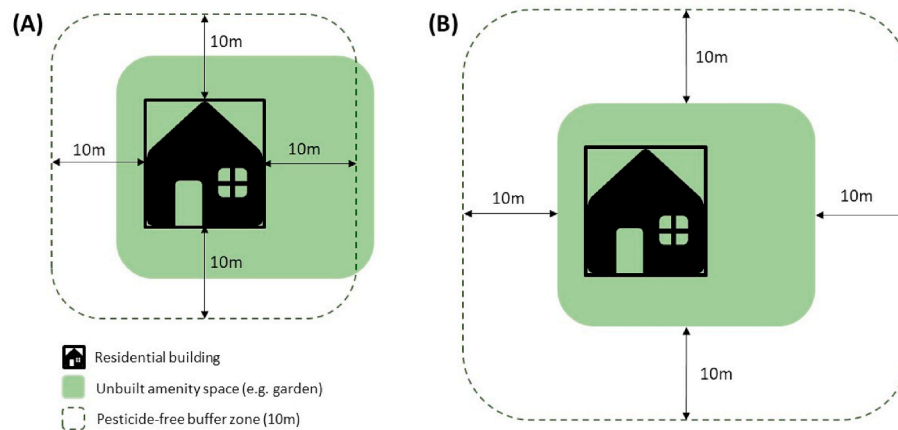 (A)
10m
10m
10m
10m
Residential building
Unbuilt amenity space (e.g. garden)
Pesticide-free buffer zone (10m)
(B)
10m
10m
10m
10m